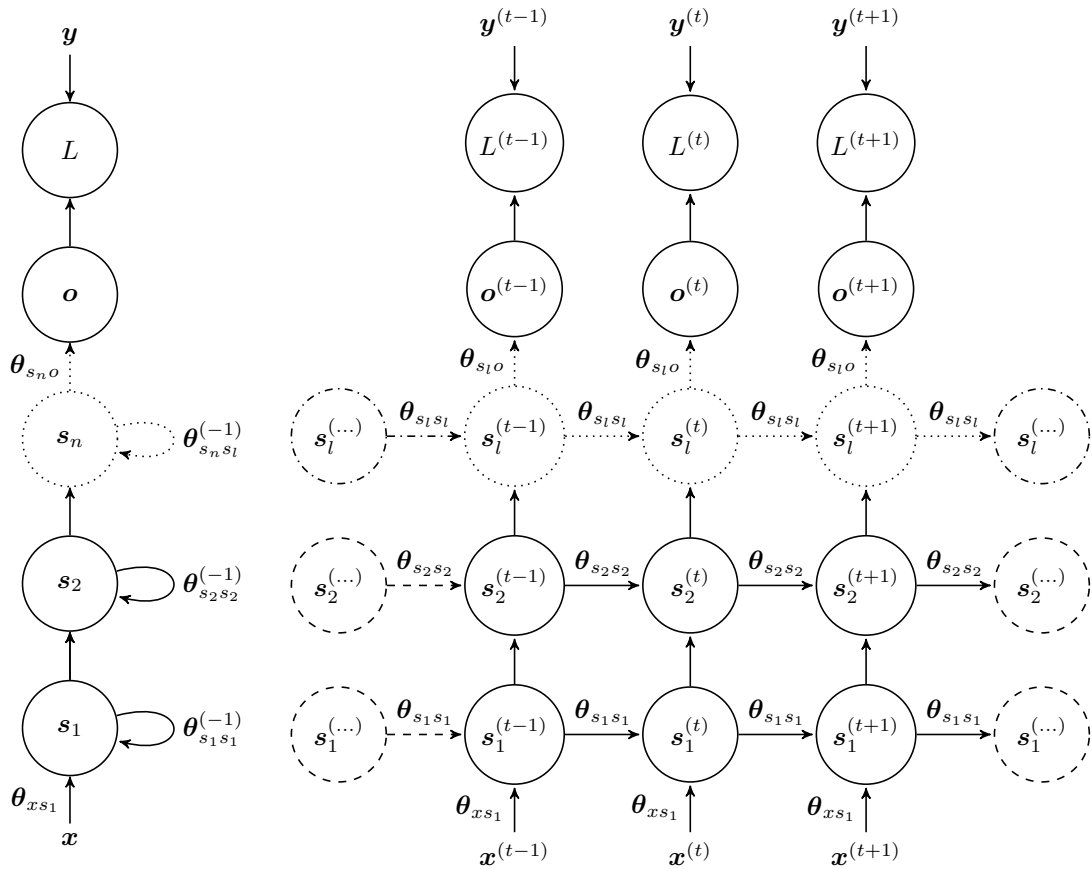 y
L
o
θ_{s_n o}
s_n θ_{s_n s_l}^{(-1)}
s_2 θ_{s_2 s_2}^{(-1)}
s_1 θ_{s_1 s_1}^{(-1)}
θ_{x s_1}
x
y^{(t−1)} y^{(t)} y^{(t+1)}
L^{(t−1)} L^{(t)} L^{(t+1)}
o^{(t−1)} o^{(t)} o^{(t+1)}
θ_{s_l o} θ_{s_l o} θ_{s_l o}
θ_{s_l s_l} θ_{s_l s_l} θ_{s_l s_l} θ_{s_l s_l}
s_l^{(...)} s_l^{(t−1)} s_l^{(t)} s_l^{(t+1)} s_l^{(...)}
θ_{s_2 s_2} θ_{s_2 s_2} θ_{s_2 s_2} θ_{s_2 s_2}
s_2^{(...)} s_2^{(t−1)} s_2^{(t)} s_2^{(t+1)} s_2^{(...)}
θ_{s_1 s_1} θ_{s_1 s_1} θ_{s_1 s_1} θ_{s_1 s_1}
s_1^{(...)} s_1^{(t−1)} s_1^{(t)} s_1^{(t+1)} s_1^{(...)}
θ_{x s_1} θ_{x s_1} θ_{x s_1}
x^{(t−1)} x^{(t)} x^{(t+1)}